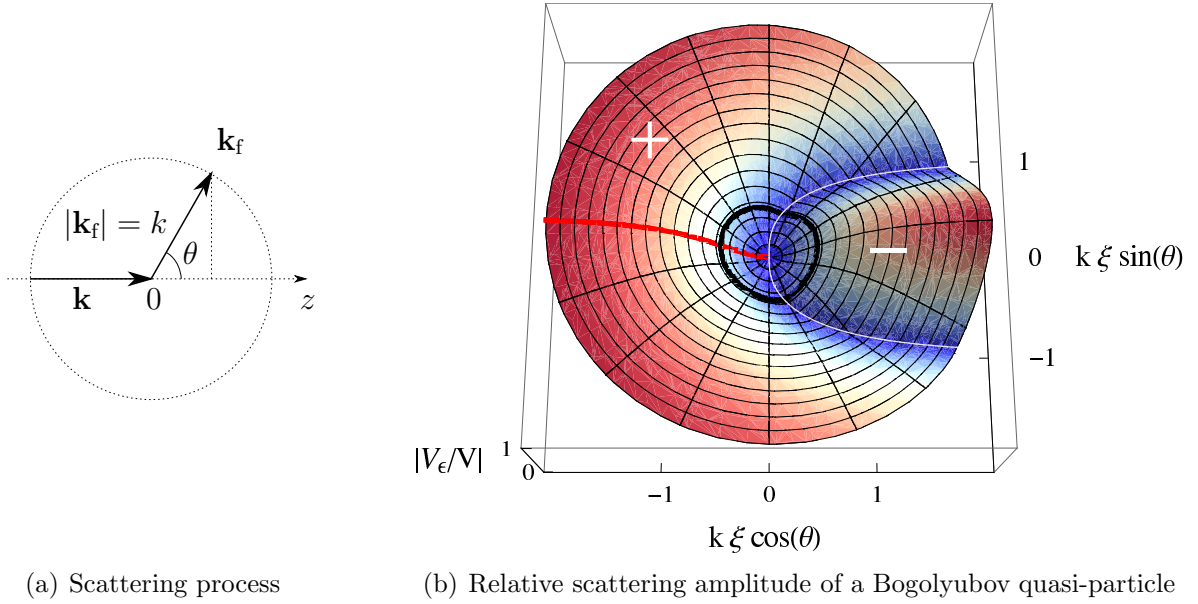 k_f
|k_f| = k
θ
k
0
z
+
−
1
0
k ξ sin(θ)
−1
|V_ϵ/V|
1
0
−1
0
1
k ξ cos(θ)
(a) Scattering process
(b) Relative scattering amplitude of a Bogolyubov quasi-particle